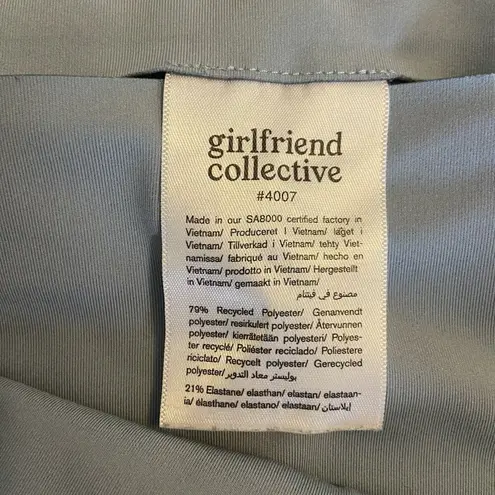 girlfriend
collective
#4007
Made in our SA8000 certified factory in
Vietnam/ Produceret I Vietnam/ laget i
Vietnam/ Tillverkad i Vietnam/ tehty Viet-
namissa/ fabriqué au Vietnam/ hecho en
Vietnam/ prodotto in Vietnam/ Hergestellt
in Vietnam/ gemaakt in Vietnam/
مصنوع في فيتنام
79% Recycled Polyester/ Genanvendt
polyester/ resirkulert polyester/ Återvunnen
polyester/ kierrätetään polyesteri/ Polyes-
ter recyclé/ Poliéster reciclado/ Poliestere
riciclato/ Recycelt polyester/ Gerecycled
polyester/ بوليستر معاد التدوير
21% Elastane/ elasthan/ elastan/ elastaan-
ia/ élasthane/ elastano/ elastaan/ إيلاستان/